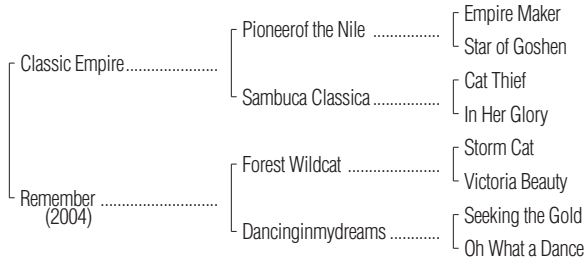 Empire Maker
Pioneerof the Nile ................
Star of Goshen
Classic Empire......................
Cat Thief
Sambuca Classica................
In Her Glory
Storm Cat
Forest Wildcat ......................
Victoria Beauty
Remember ............................
(2004)
Seeking the Gold
Dancinginmydreams .............
Oh What a Dance